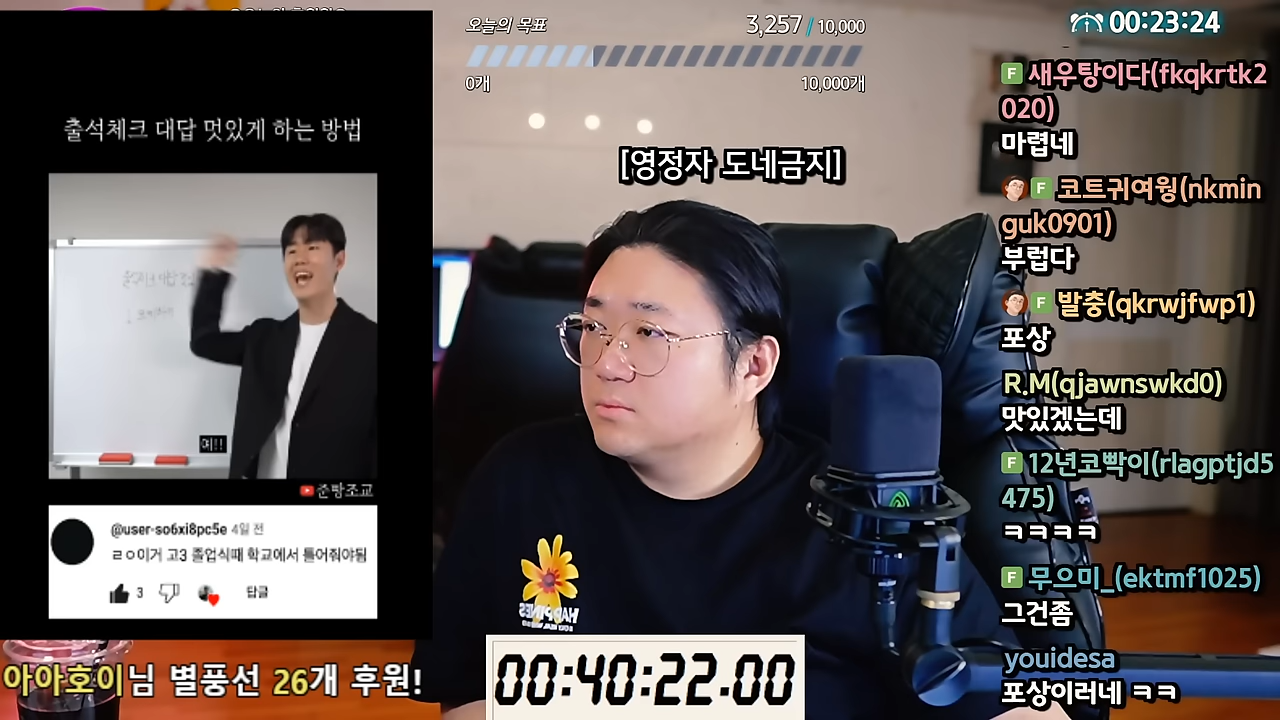 출석체크 대답 멋있게 하는 방법
예!!
준빵조교
@user-so6xi8pc5e 4일 전
ㄹㅇ이거 고3 졸업식때 학교에서 틀어줘야됨
3
답글
아아호이님 별풍선 26개 후원!
오늘의 목표
3,257 / 10,000
0개
10,000개
[영정자 도네금지]
00:40:22.00
00:23:24
F 새우탕이다(fkqkrtk2
020)
마렵네
F 코트귀여웡(nkmin
guk0901)
부럽다
F 발충(qkrwjfwp1)
포상
R.M(qjawnswkd0)
맛있겠는데
F 12년코빡이(rlagptjd5
475)
ㅋㅋㅋㅋ
F 무으미_(ektmf1025)
그건좀
youidesa
포상이러네 ㅋㅋ